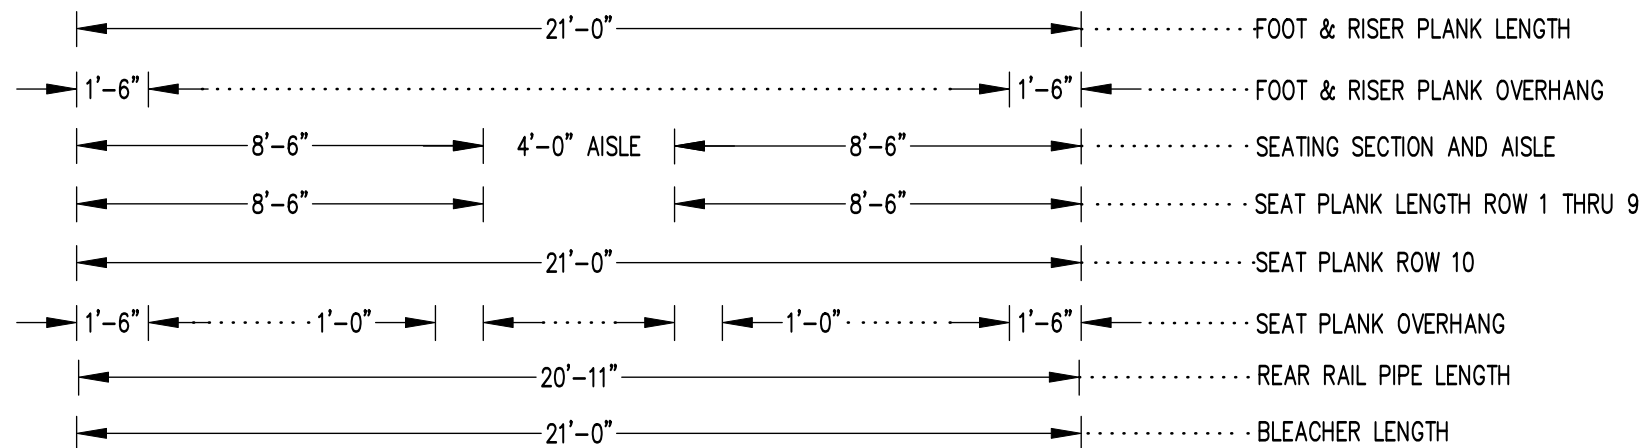 21'-0" FOOT & RISER PLANK LENGTH
1'-6" 1'-6" FOOT & RISER PLANK OVERHANG
8'-6" 4'-0" AISLE 8'-6" SEATING SECTION AND AISLE
8'-6" 8'-6" SEAT PLANK LENGTH ROW 1 THRU 9
21'-0" SEAT PLANK ROW 10
1'-6" 1'-0" 1'-0" 1'-6" SEAT PLANK OVERHANG
20'-11" REAR RAIL PIPE LENGTH
21'-0" BLEACHER LENGTH